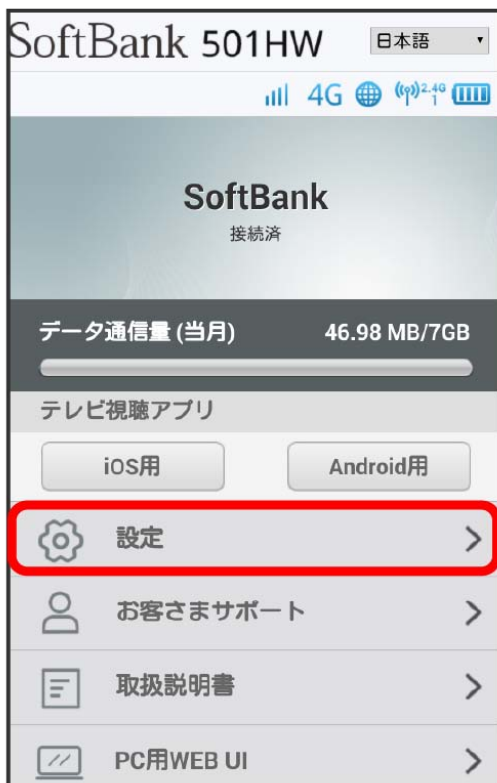 SoftBank 501HW 日本語
4G 2.4G
1
SoftBank
接続済
データ通信量 (当月) 46.98 MB/7GB
テレビ視聴アプリ
iOS用 Android用
設定
お客さまサポート
取扱説明書
PC用WEB UI